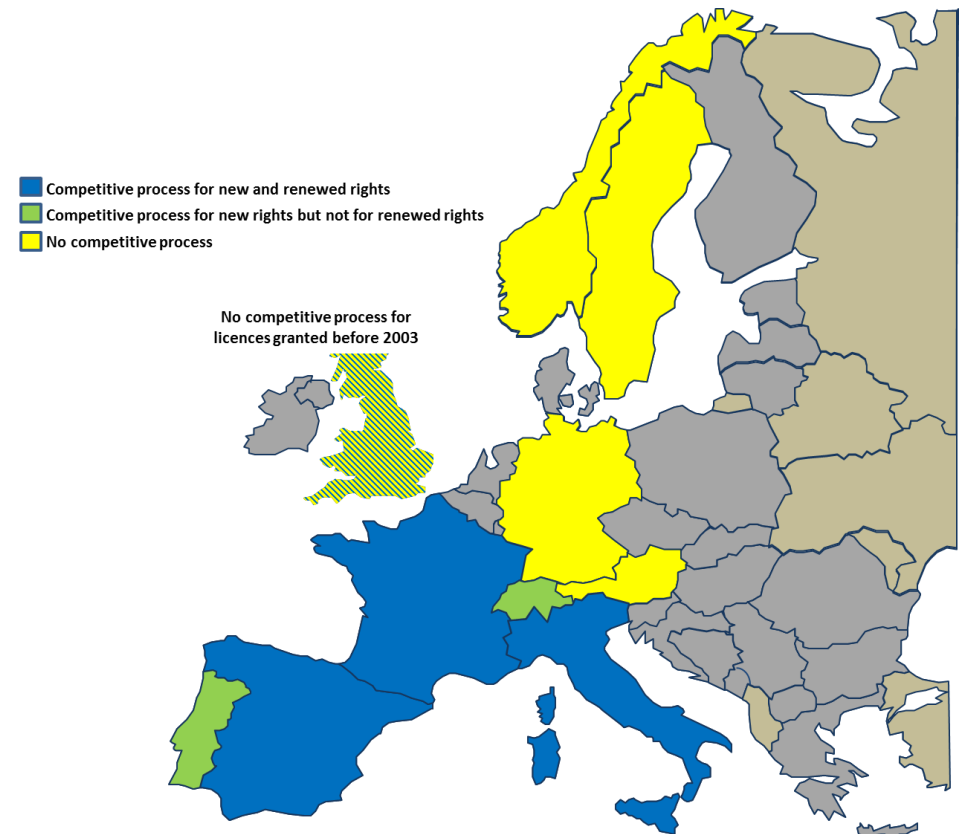 Competitive process for new and renewed rights
Competitive process for new rights but not for renewed rights
No competitive process
No competitive process for
licences granted before 2003